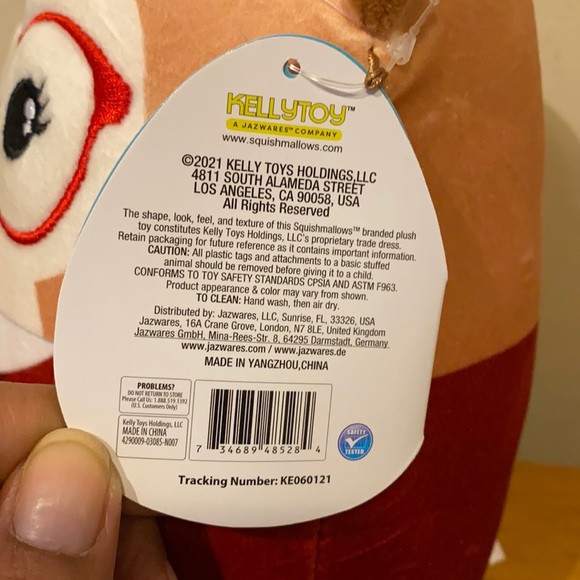 KELLYTOY™
A JAZWARES™ COMPANY
www.squishmallows.com
©2021 KELLY TOYS HOLDINGS,LLC
4811 SOUTH ALAMEDA STREET
LOS ANGELES, CA 90058, USA
All Rights Reserved
The shape, look, feel, and texture of this Squishmallows™ branded plush
toy constitutes Kelly Toys Holdings, LLC's proprietary trade dress.
Retain packaging for future reference as it contains important information.
CAUTION: All plastic tags and attachments to a basic stuffed
animal should be removed before giving it to a child.
CONFORMS TO TOY SAFETY STANDARDS CPSIA AND ASTM F963.
Product appearance & color may vary from shown.
TO CLEAN: Hand wash, then air dry.
Distributed by: Jazwares, LLC, Sunrise, FL, 33326, USA
Jazwares, 16A Crane Grove, London, N7 8LE, United Kingdom
Jazwares GmbH, Mina-Rees-Str. 8, 64295 Darmstadt, Germany
www.jazwares.com / www.jazwares.de
MADE IN YANGZHOU,CHINA
PROBLEMS?
DO NOT RETURN TO STORE
Please Call Us: 1.888.519.1392
(U.S. Customers Only)
Kelly Toys Holdings, LLC
MADE IN CHINA
4290009-03085-N007
7 34689 48528 4
SAFETY
TESTED
Tracking Number: KE060121